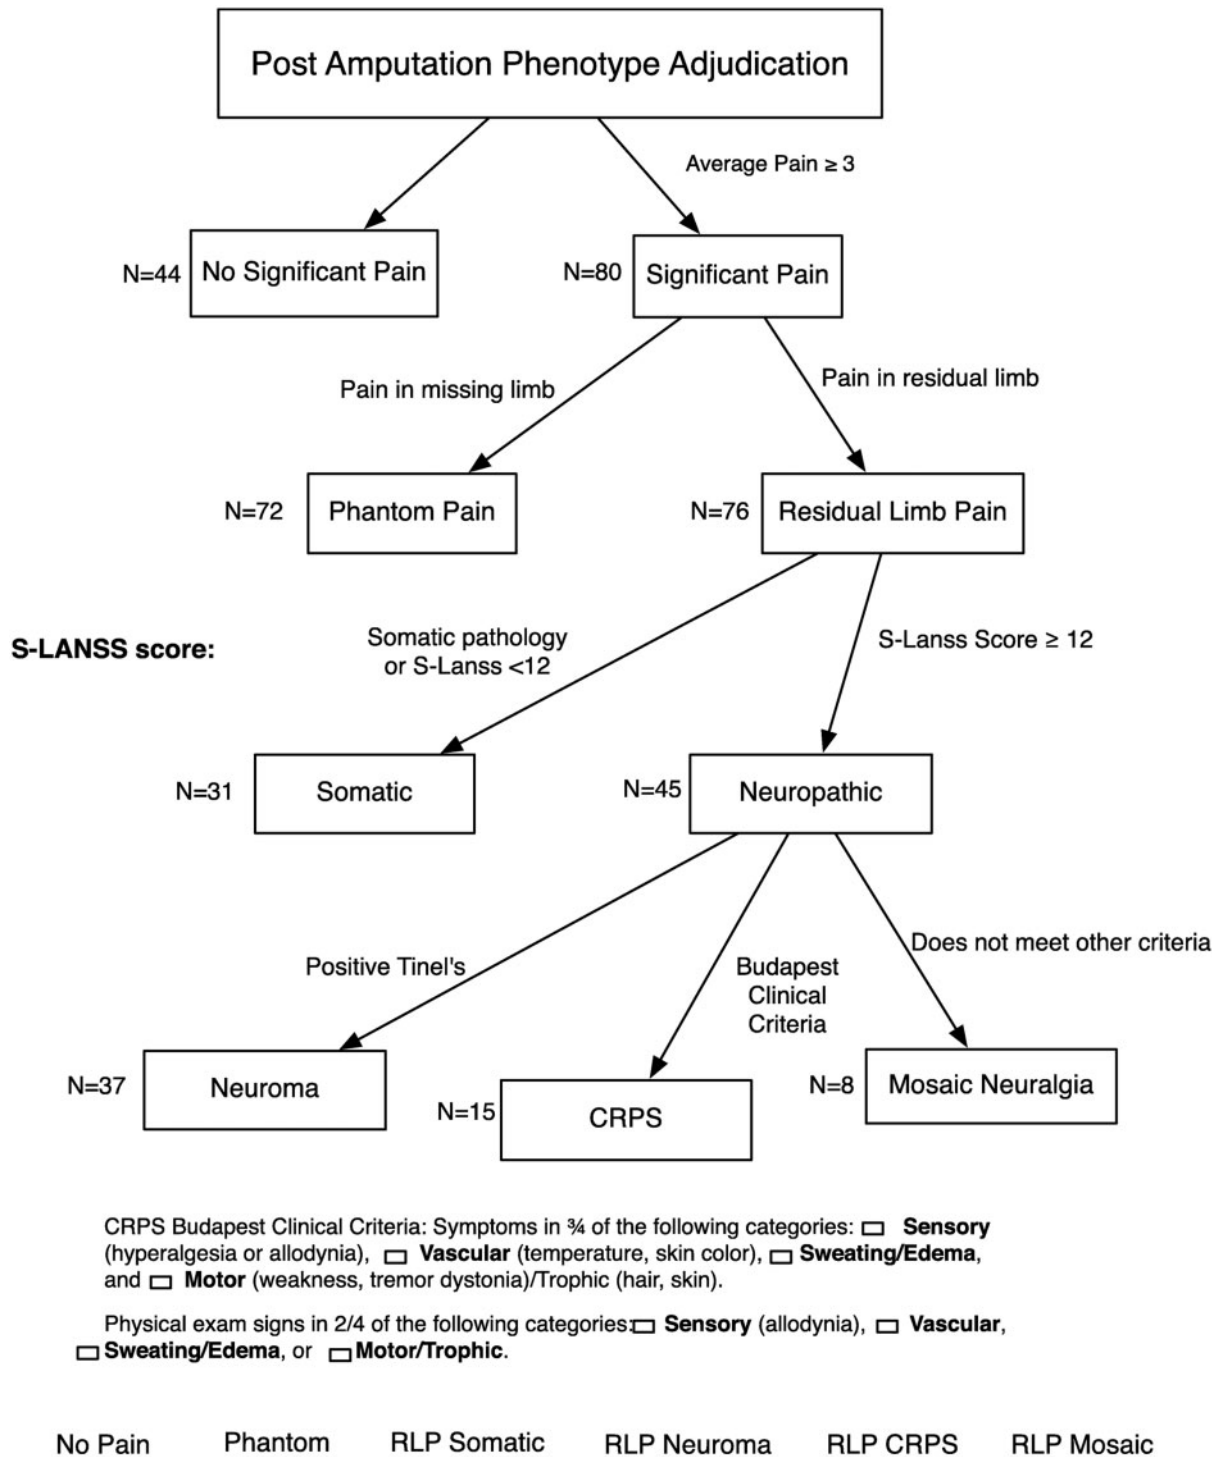 Post Amputation Phenotype Adjudication
Average Pain ≥ 3
N=44
No Significant Pain
N=80
Significant Pain
Pain in missing limb
Pain in residual limb
N=72
Phantom Pain
N=76
Residual Limb Pain
S-LANSS score:
Somatic pathology
or S-Lanss <12
S-Lanss Score ≥ 12
N=31
Somatic
N=45
Neuropathic
Positive Tinel's
Budapest
Clinical
Criteria
Does not meet other criteria
N=37
Neuroma
N=15
CRPS
N=8
Mosaic Neuralgia
CRPS Budapest Clinical Criteria: Symptoms in ¾ of the following categories: Sensory
(hyperalgesia or allodynia), Vascular (temperature, skin color), Sweating/Edema,
and Motor (weakness, tremor dystonia)/Trophic (hair, skin).
Physical exam signs in 2/4 of the following categories: Sensory (allodynia), Vascular,
Sweating/Edema, or Motor/Trophic.
No Pain Phantom RLP Somatic RLP Neuroma RLP CRPS RLP Mosaic